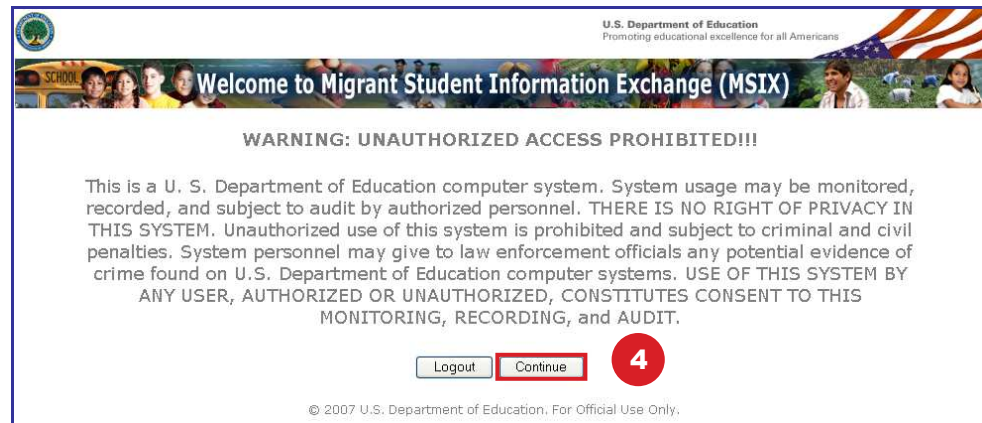 U.S. Department of Education
Promoting educational excellence for all Americans
SCHOOL
Welcome to Migrant Student Information Exchange (MSIX)
WARNING: UNAUTHORIZED ACCESS PROHIBITED!!!
This is a U. S. Department of Education computer system. System usage may be monitored,
recorded, and subject to audit by authorized personnel. THERE IS NO RIGHT OF PRIVACY IN
THIS SYSTEM. Unauthorized use of this system is prohibited and subject to criminal and civil
penalties. System personnel may give to law enforcement officials any potential evidence of
crime found on U.S. Department of Education computer systems. USE OF THIS SYSTEM BY
ANY USER, AUTHORIZED OR UNAUTHORIZED, CONSTITUTES CONSENT TO THIS
MONITORING, RECORDING, and AUDIT.
Logout Continue 4
© 2007 U.S. Department of Education. For Official Use Only.